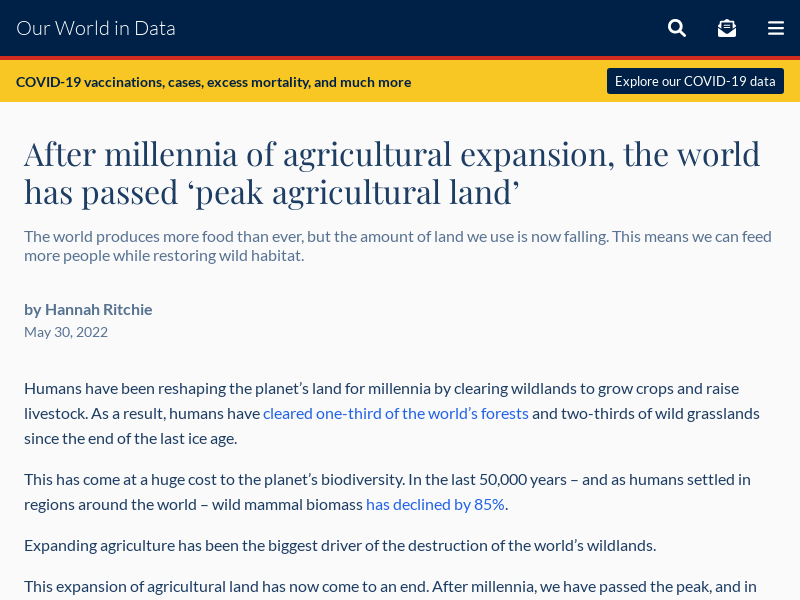 Our World in Data
COVID-19 vaccinations, cases, excess mortality, and much more
Explore our COVID-19 data
After millennia of agricultural expansion, the world
has passed ‘peak agricultural land’
The world produces more food than ever, but the amount of land we use is now falling. This means we can feed
more people while restoring wild habitat.
by Hannah Ritchie
May 30, 2022
Humans have been reshaping the planet’s land for millennia by clearing wildlands to grow crops and raise
livestock. As a result, humans have cleared one-third of the world’s forests and two-thirds of wild grasslands
since the end of the last ice age.
This has come at a huge cost to the planet’s biodiversity. In the last 50,000 years – and as humans settled in
regions around the world – wild mammal biomass has declined by 85%.
Expanding agriculture has been the biggest driver of the destruction of the world’s wildlands.
This expansion of agricultural land has now come to an end. After millennia, we have passed the peak, and in